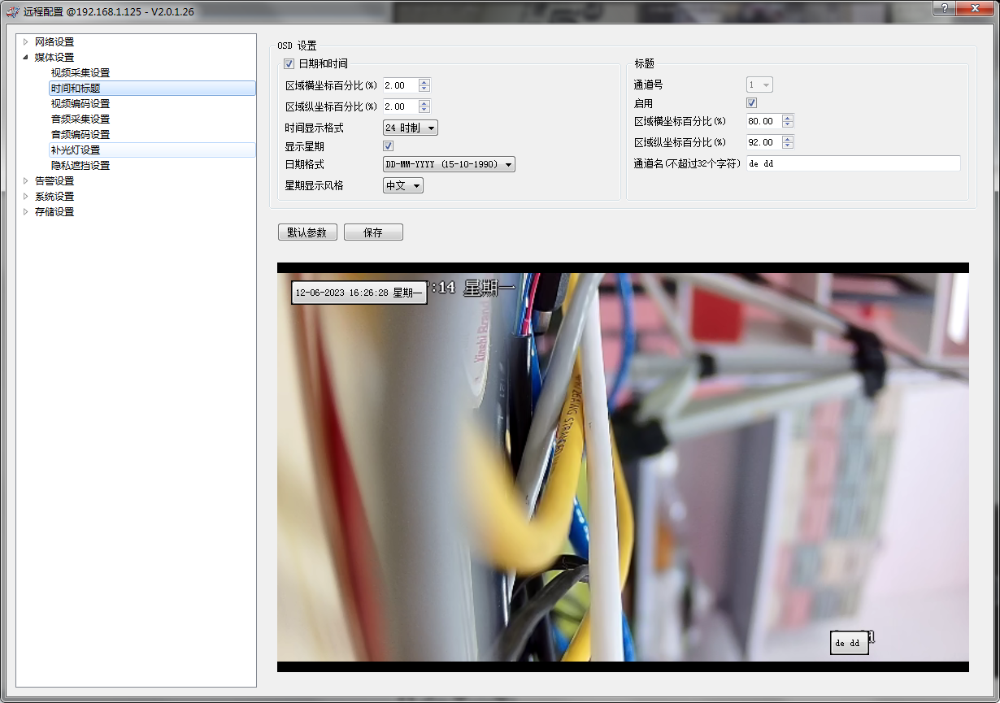 远程配置 @192.168.1.125 - V2.0.1.26
网络设置
媒体设置
视频采集设置
时间和标题
视频编码设置
音频采集设置
音频编码设置
补光灯设置
隐私遮挡设置
告警设置
系统设置
存储设置
OSD 设置
日期和时间
区域横坐标百分比(%) 2.00
区域纵坐标百分比(%) 2.00
时间显示格式 24 时制
显示星期
日期格式 DD-MM-YYYY (15-10-1990)
星期显示风格 中文
标题
通道号 1
启用
区域横坐标百分比(%) 80.00
区域纵坐标百分比(%) 92.00
通道名(不超过32个字符) de dd
默认参数 保存
12-06-2023 16:26:28 星期一
:14 星期一
Xinshi Brand
de dd